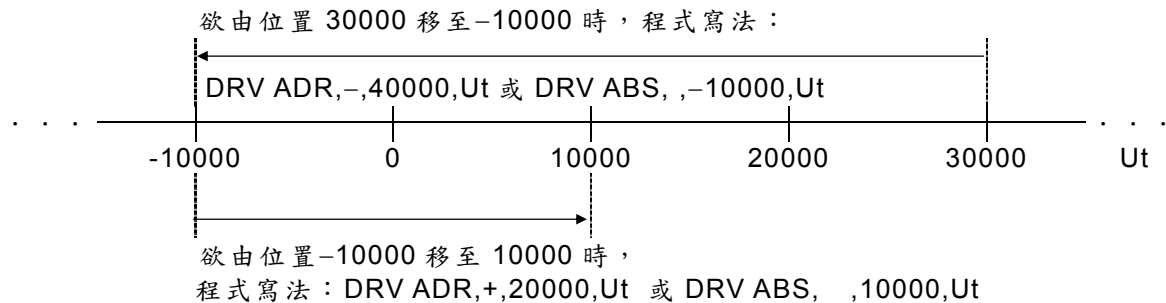 欲由位置 30000 移至–10000 時，程式寫法：
DRV ADR,–,40000,Ut 或 DRV ABS, ,–10000,Ut
. . . . . .
-10000 0 10000 20000 30000 Ut
欲由位置–10000 移至 10000 時，
程式寫法：DRV ADR,+,20000,Ut 或 DRV ABS, ,10000,Ut